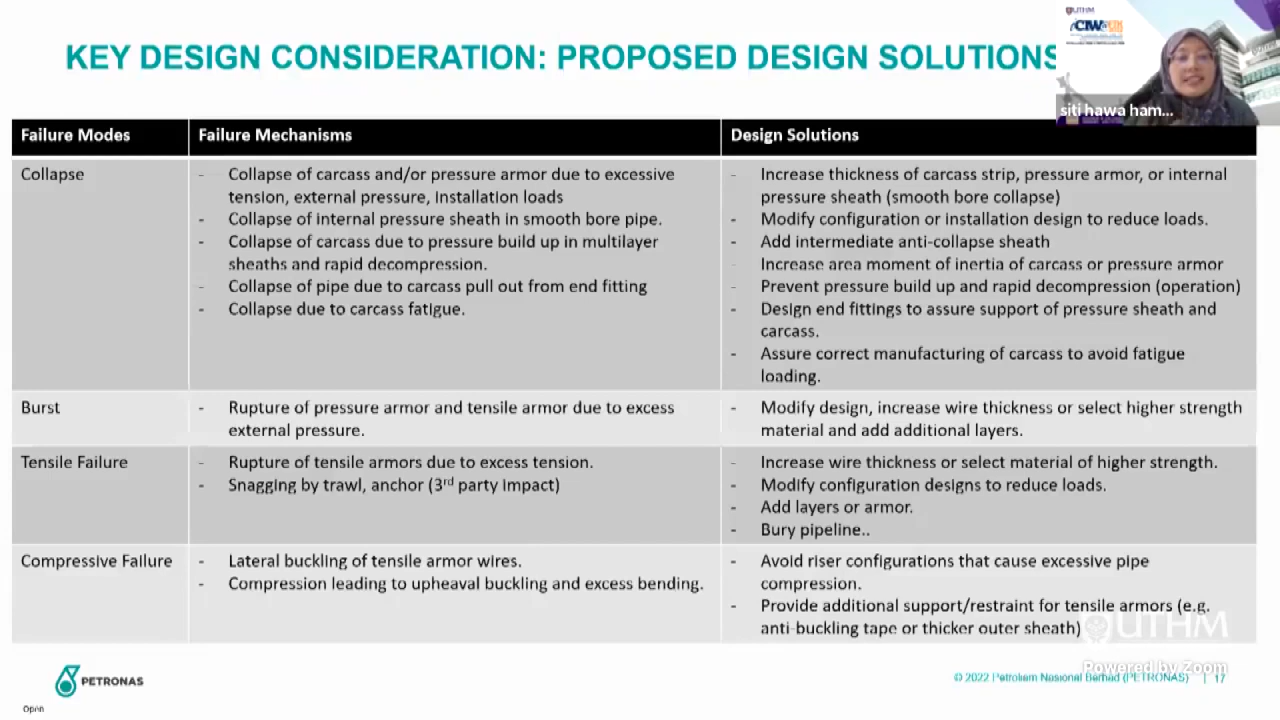 KEY DESIGN CONSIDERATION: PROPOSED DESIGN SOLUTIONS
UTHM
siti hawa ham...
Failure Modes
Failure Mechanisms
Design Solutions
Collapse
- Collapse of carcass and/or pressure armor due to excessive
tension, external pressure, installation loads
- Collapse of internal pressure sheath in smooth bore pipe.
- Collapse of carcass due to pressure build up in multilayer
sheaths and rapid decompression.
- Collapse of pipe due to carcass pull out from end fitting
- Collapse due to carcass fatigue.
- Increase thickness of carcass strip, pressure armor, or internal
pressure sheath (smooth bore collapse)
- Modify configuration or installation design to reduce loads.
- Add intermediate anti-collapse sheath
- Increase area moment of inertia of carcass or pressure armor
- Prevent pressure build up and rapid decompression (operation)
- Design end fittings to assure support of pressure sheath and
carcass.
- Assure correct manufacturing of carcass to avoid fatigue
loading.
Burst
- Rupture of pressure armor and tensile armor due to excess
external pressure.
- Modify design, increase wire thickness or select higher strength
material and add additional layers.
Tensile Failure
- Rupture of tensile armors due to excess tension.
- Snagging by trawl, anchor (3rd party impact)
- Increase wire thickness or select material of higher strength.
- Modify configuration designs to reduce loads.
- Add layers or armor.
- Bury pipeline..
Compressive Failure
- Lateral buckling of tensile armor wires.
- Compression leading to upheaval buckling and excess bending.
- Avoid riser configurations that cause excessive pipe
compression.
- Provide additional support/restraint for tensile armors (e.g.
anti-buckling tape or thicker outer sheath)
UTHM
Powered by Zoom
PETRONAS
© 2022 Petroliam Nasional Berhad (PETRONAS) | 17
Open